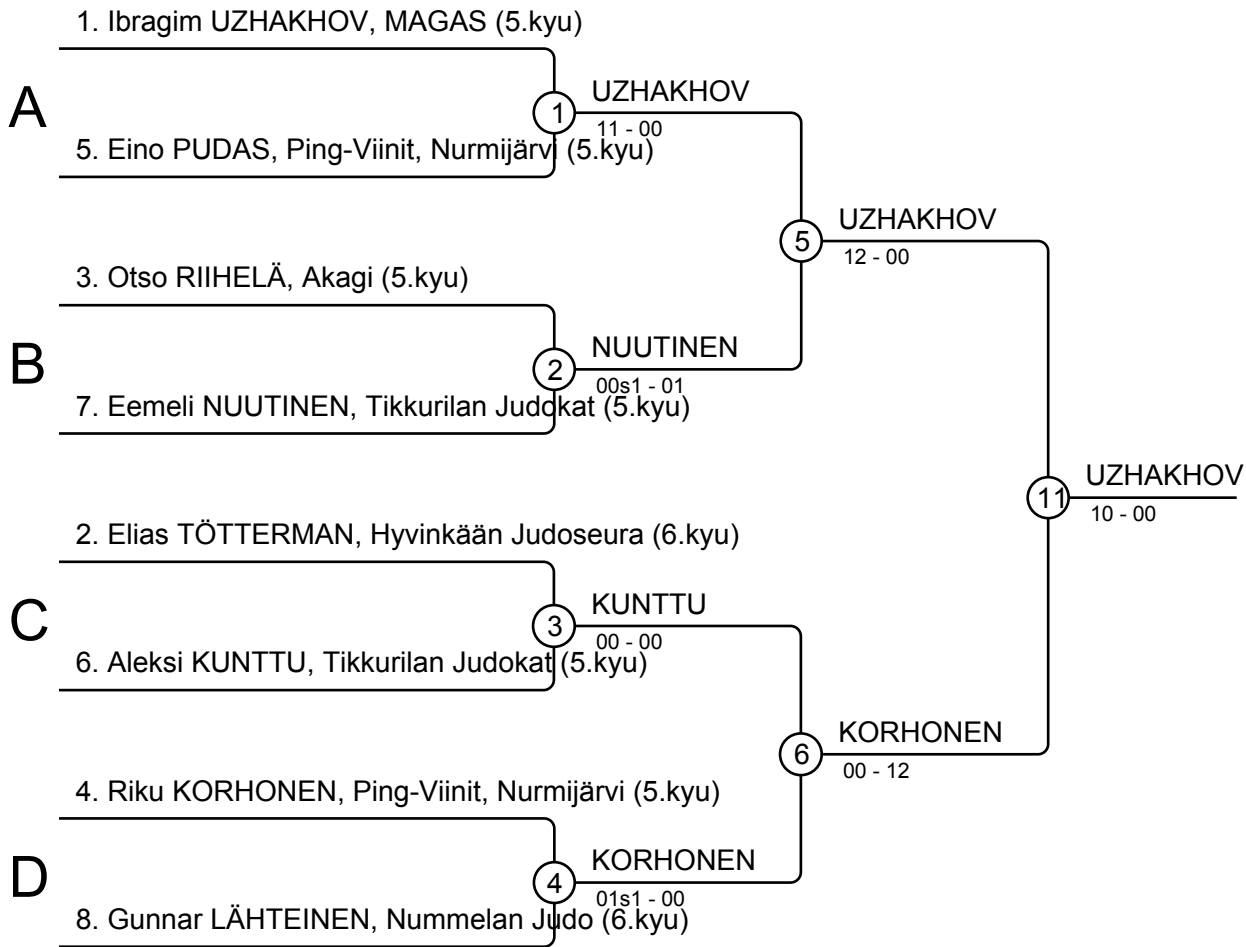 1. Ibragim UZHAKHOV, MAGAS (5.kyu)
A
1
UZHAKHOV
11 - 00
5. Eino PUDAS, Ping-Viinit, Nurmijärvi (5.kyu)
5
UZHAKHOV
12 - 00
3. Otso RIIHELÄ, Akagi (5.kyu)
B
2
NUUTINEN
00s1 - 01
7. Eemeli NUUTINEN, Tikkurilan Judokat (5.kyu)
11
UZHAKHOV
10 - 00
2. Elias TÖTTERMAN, Hyvinkään Judoseura (6.kyu)
C
3
KUNTTU
00 - 00
6. Aleksi KUNTTU, Tikkurilan Judokat (5.kyu)
6
KORHONEN
00 - 12
4. Riku KORHONEN, Ping-Viinit, Nurmijärvi (5.kyu)
D
4
KORHONEN
01s1 - 00
8. Gunnar LÄHTEINEN, Nummelan Judo (6.kyu)